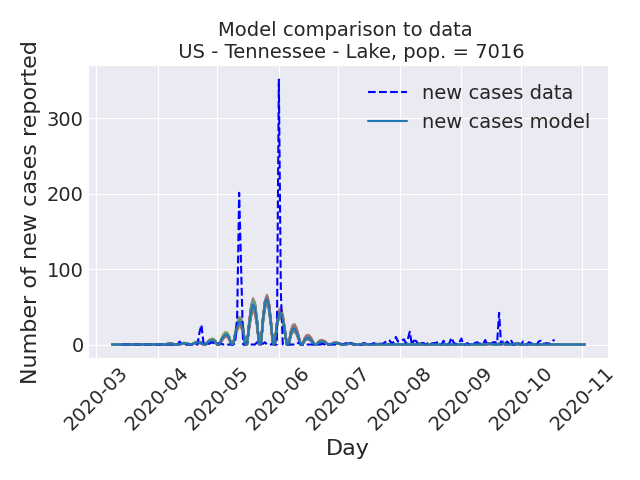 Model comparison to data
US - Tennessee - Lake, pop. = 7016
Number of new cases reported
300
200
100
0
new cases data
new cases model
2020-03
2020-04
2020-05
2020-06
2020-07
2020-08
2020-09
2020-10
2020-11
Day